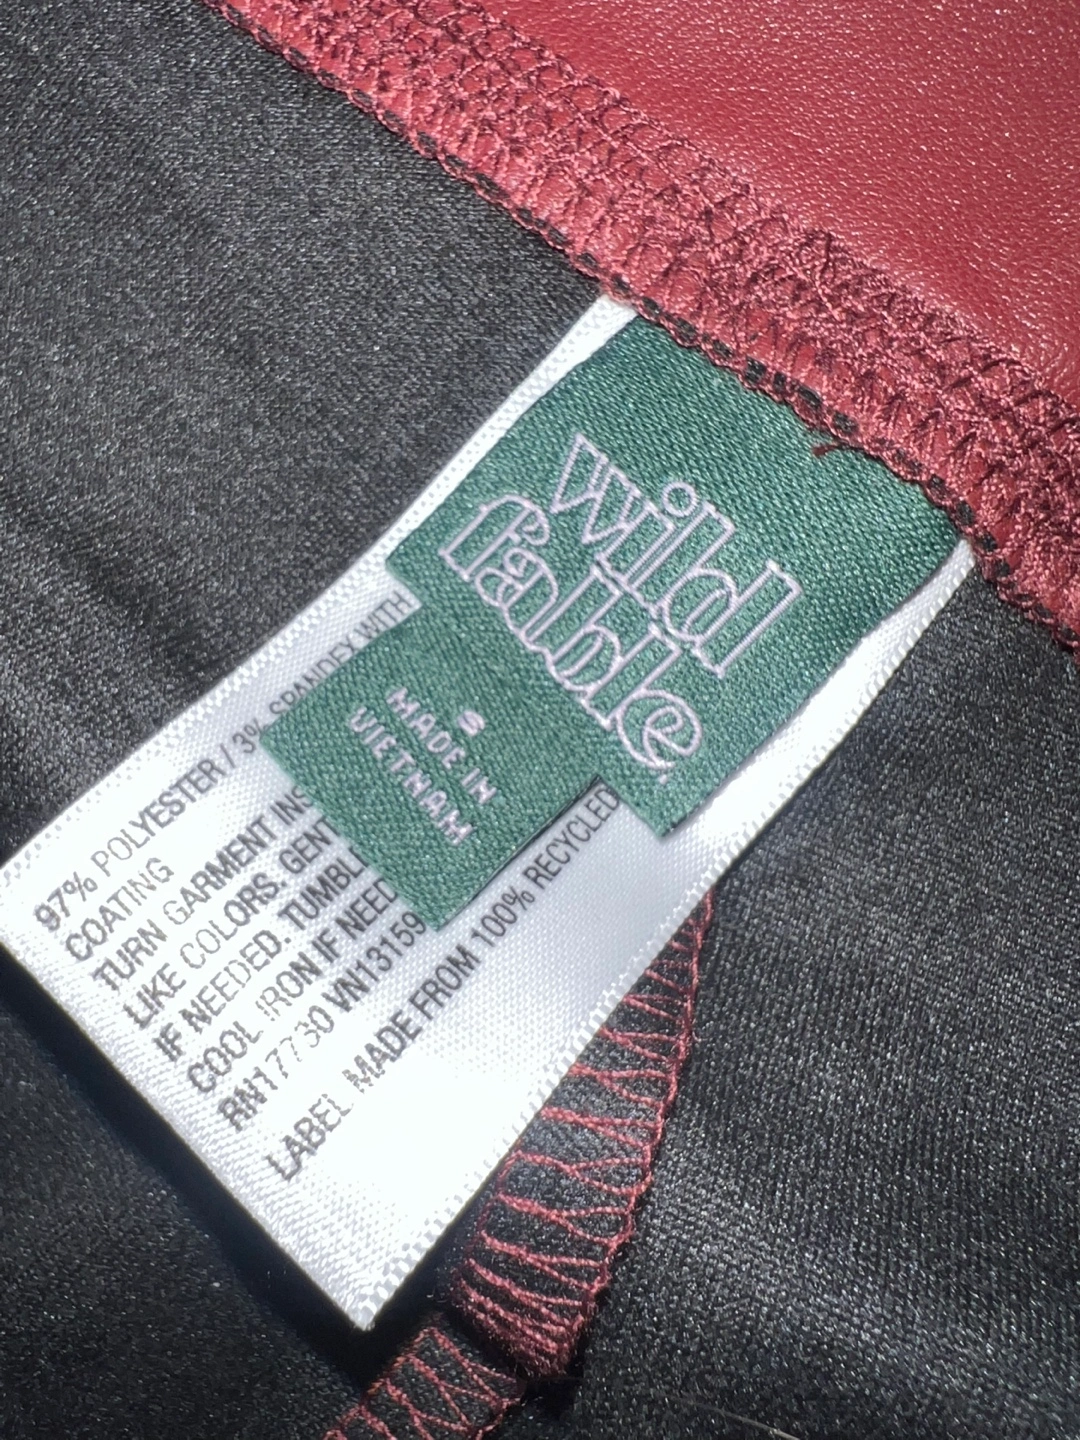 wild
fable
S
MADE IN
VIETNAM
97% POLYESTER / 3% SPANDEX WITH
COATING
TURN GARMENT INS
LIKE COLORS. GENT
IF NEEDED. TUMBL
COOL IRON IF NEED
RN17730 VN13159
LABEL MADE FROM 100% RECYCLED